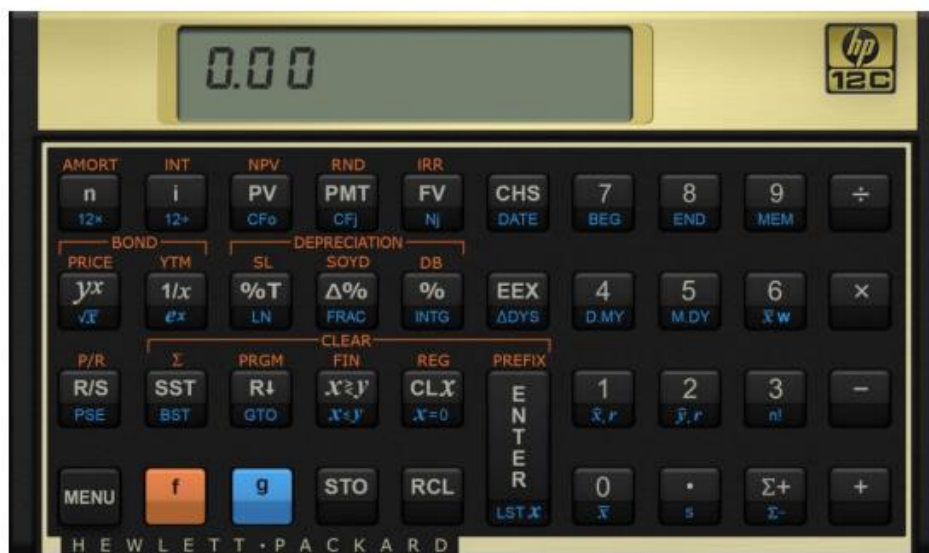 0.00
hp
12C
AMORT INT NPV RND IRR
n i PV PMT FV CHS 7 8 9 ÷
12× 12÷ CFo CFj Nj DATE BEG END MEM
BOND DEPRECIATION
PRICE YTM SL SOYD DB
yx 1/x %T Δ% % EEX 4 5 6 ×
√x ex LN FRAC INTG ΔDYS D.MY M.DY x̄ w
CLEAR
P/R Σ PRGM FIN REG PREFIX
R/S SST R↓ x≷y CLX ENTER 1 2 3 −
PSE BST GTO x≤y x=0 x̂,r ŷ,r n!
MENU f g STO RCL 0 · Σ+ +
LST x x̄ s Σ−
HEWLETT·PACKARD